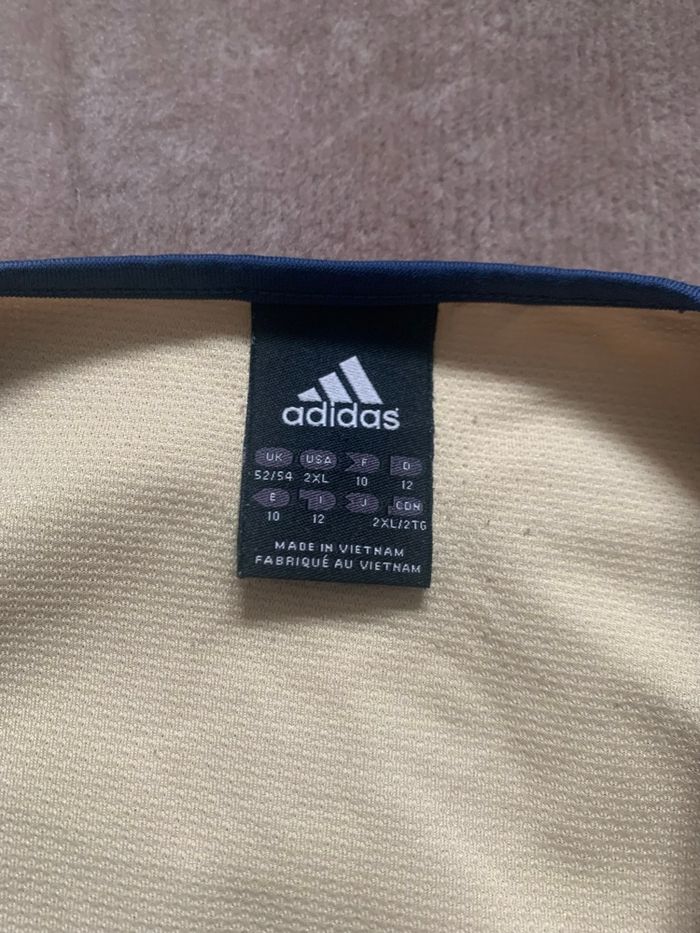 adidas
UK USA F D
52/54 2XL 10 12
E I J CDN
10 12 2XL/2TG
MADE IN VIETNAM
FABRIQUÉ AU VIETNAM